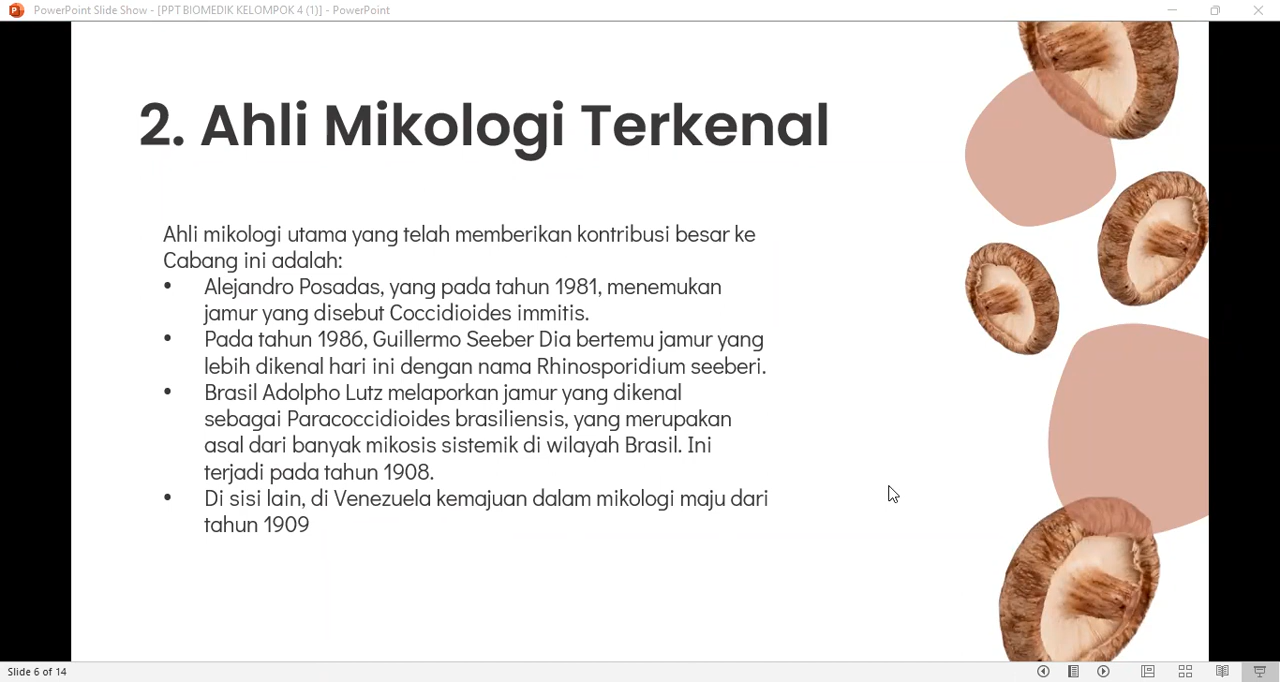 PowerPoint Slide Show - [PPT BIOMEDIK KELOMPOK 4 (1)] - PowerPoint
2. Ahli Mikologi Terkenal
Ahli mikologi utama yang telah memberikan kontribusi besar ke
Cabang ini adalah:
• Alejandro Posadas, yang pada tahun 1981, menemukan
jamur yang disebut Coccidioides immitis.
• Pada tahun 1986, Guillermo Seeber Dia bertemu jamur yang
lebih dikenal hari ini dengan nama Rhinosporidium seeberi.
• Brasil Adolpho Lutz melaporkan jamur yang dikenal
sebagai Paracoccidioides brasiliensis, yang merupakan
asal dari banyak mikosis sistemik di wilayah Brasil. Ini
terjadi pada tahun 1908.
• Di sisi lain, di Venezuela kemajuan dalam mikologi maju dari
tahun 1909
Slide 6 of 14